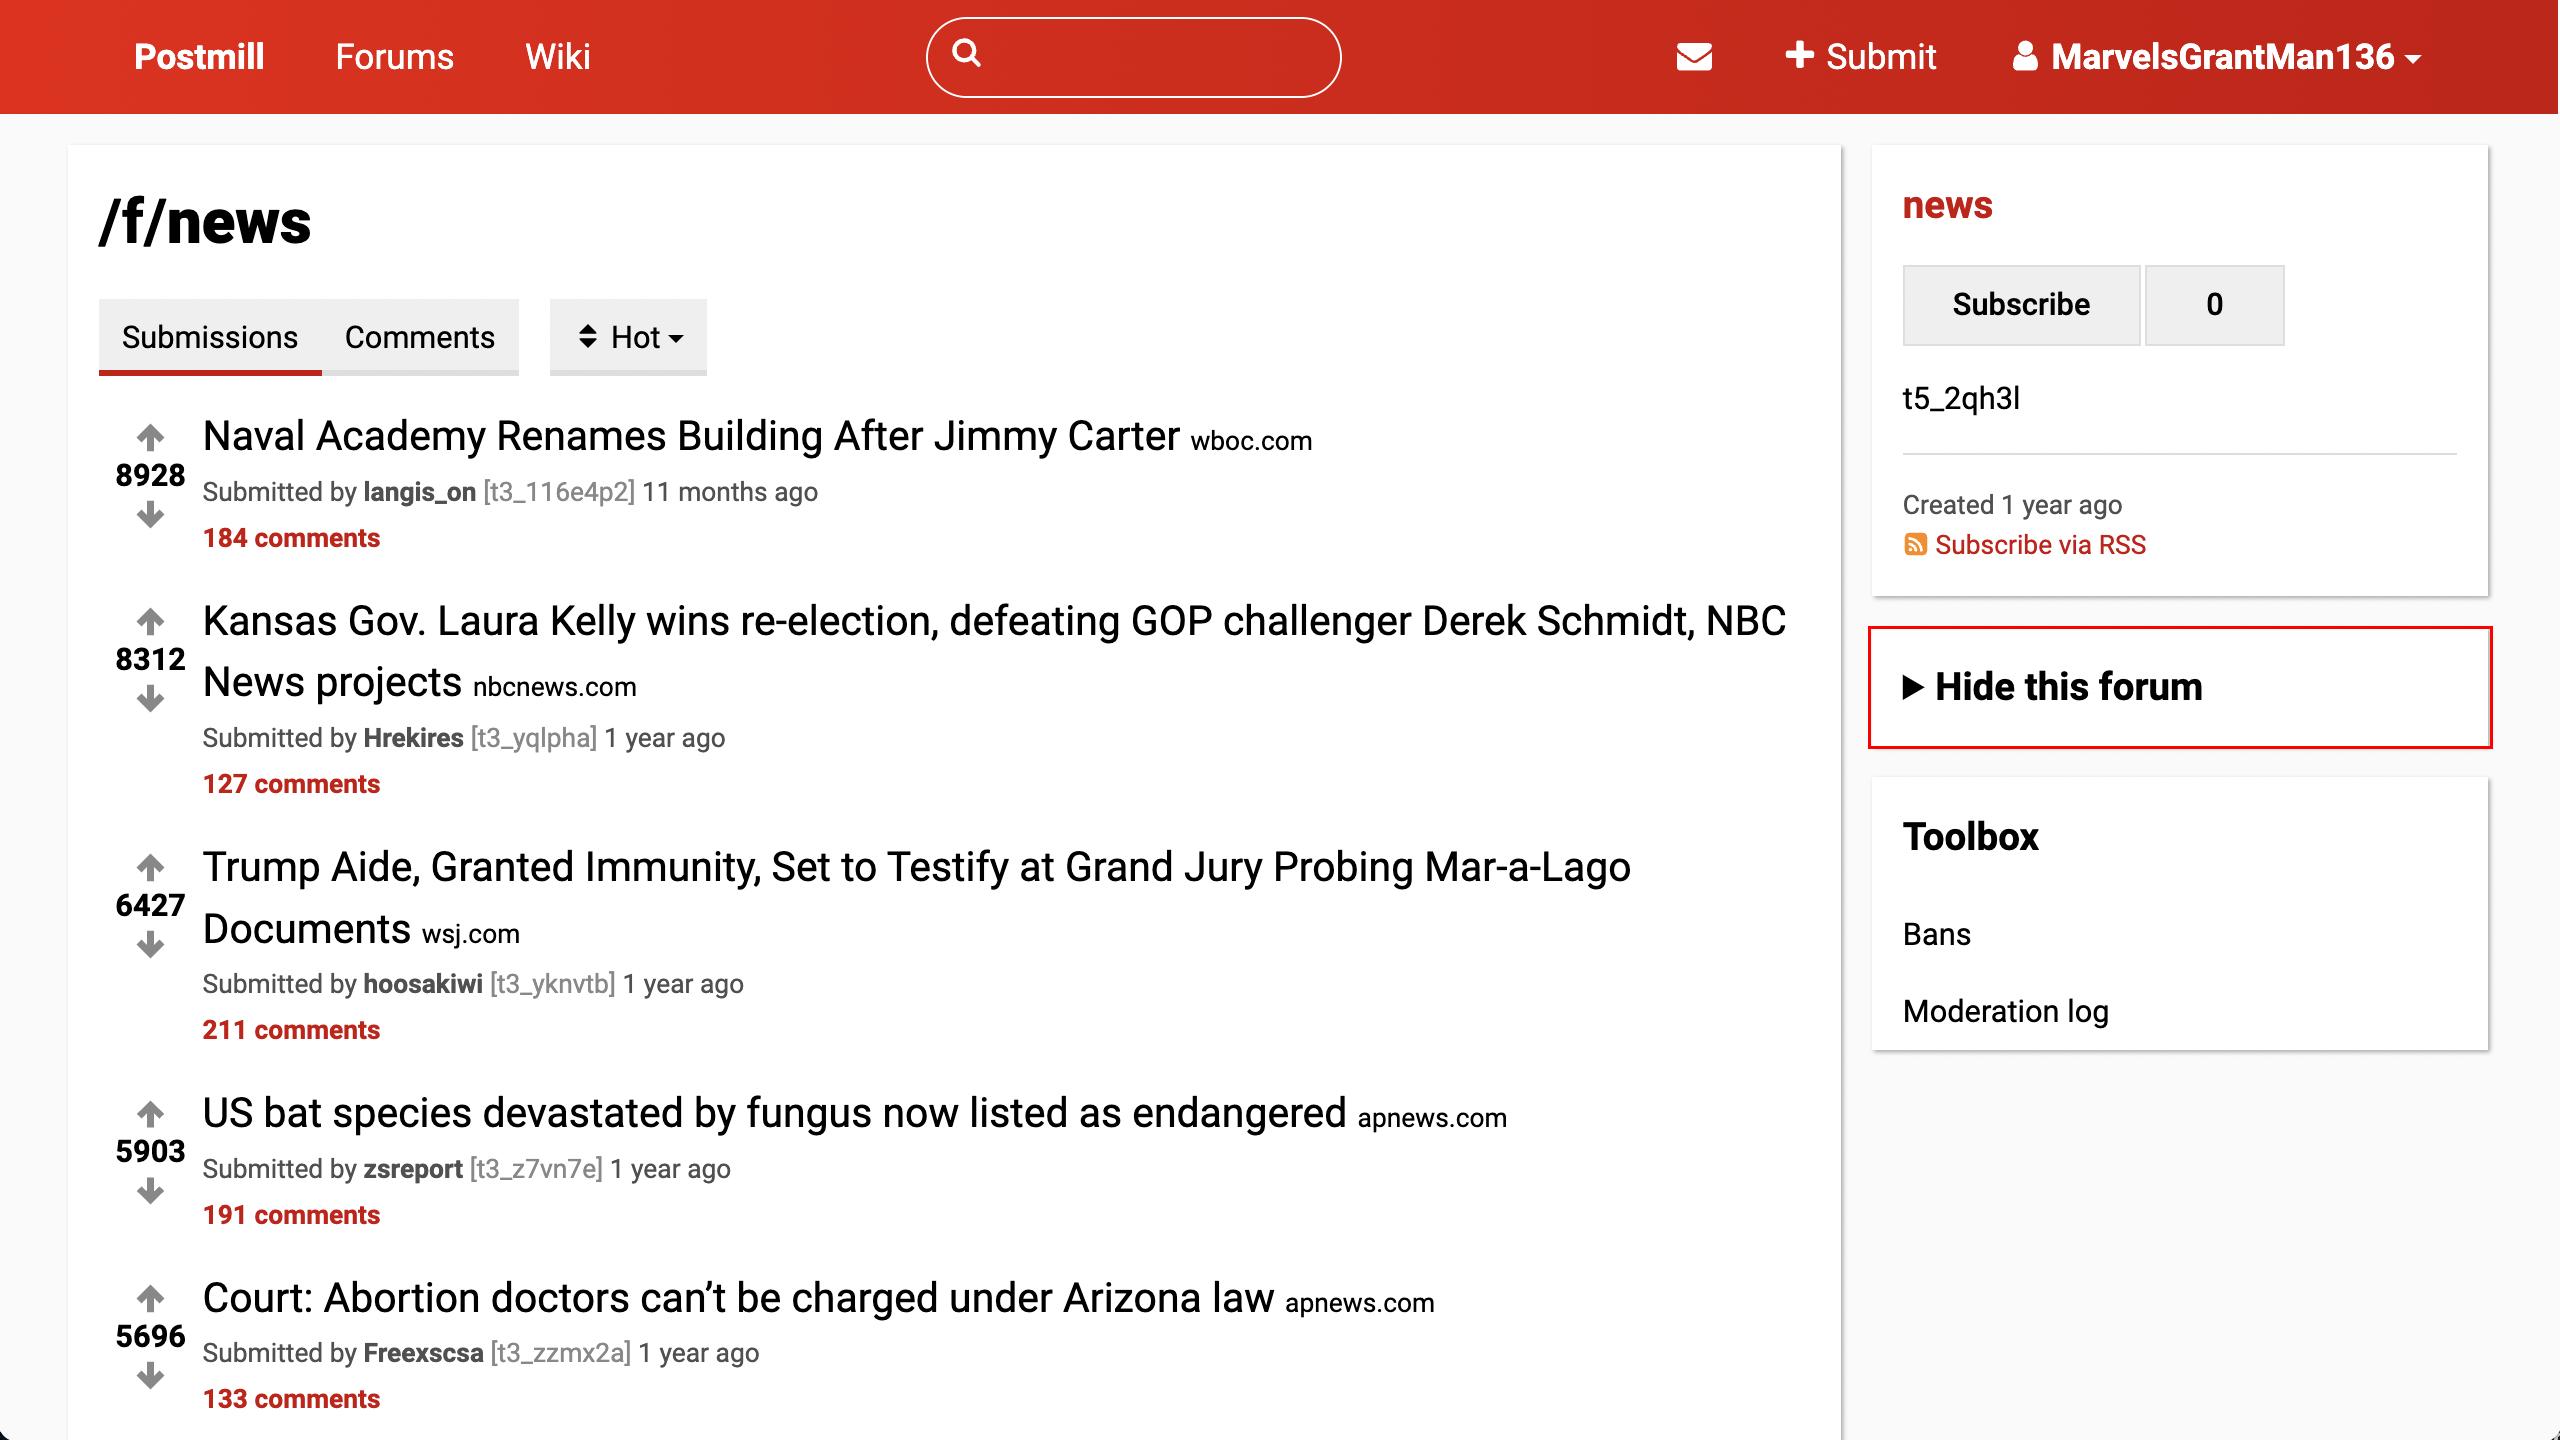 Postmill Forums Wiki Submit MarvelsGrantMan136
/f/news
Submissions Comments Hot
Naval Academy Renames Building After Jimmy Carter wboc.com
8928
Submitted by langis_on [t3_116e4p2] 11 months ago
184 comments
Kansas Gov. Laura Kelly wins re-election, defeating GOP challenger Derek Schmidt, NBC
8312
News projects nbcnews.com
Submitted by Hrekires [t3_yqlpha] 1 year ago
127 comments
Trump Aide, Granted Immunity, Set to Testify at Grand Jury Probing Mar-a-Lago
6427
Documents wsj.com
Submitted by hoosakiwi [t3_yknvtb] 1 year ago
211 comments
US bat species devastated by fungus now listed as endangered apnews.com
5903
Submitted by zsreport [t3_z7vn7e] 1 year ago
191 comments
Court: Abortion doctors can’t be charged under Arizona law apnews.com
5696
Submitted by Freexscsa [t3_zzmx2a] 1 year ago
133 comments
news
Subscribe 0
t5_2qh3l
Created 1 year ago
Subscribe via RSS
Hide this forum
Toolbox
Bans
Moderation log